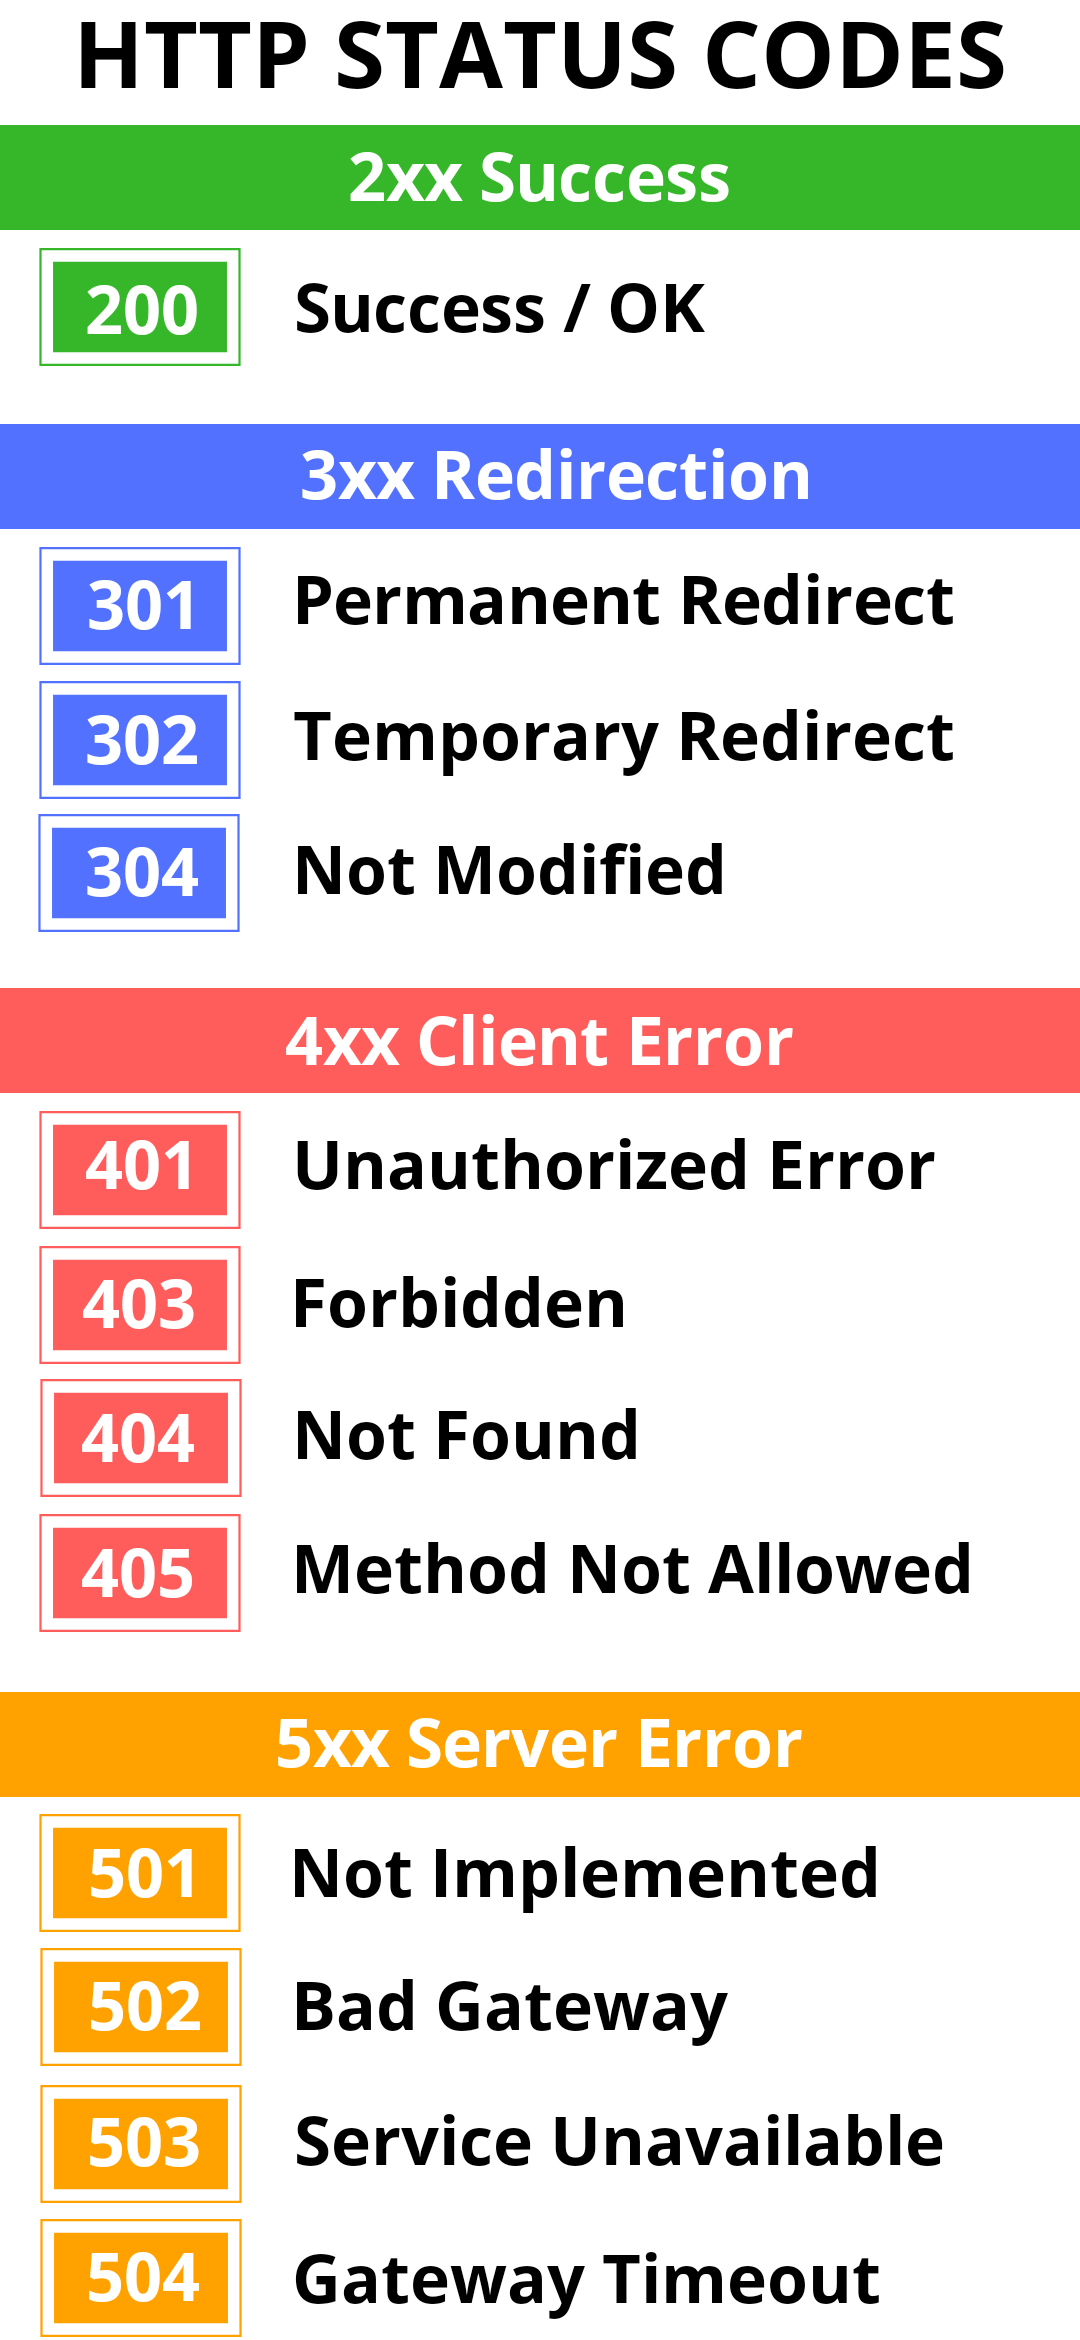 HTTP STATUS CODES
2xx Success
200 Success / OK
3xx Redirection
301 Permanent Redirect
302 Temporary Redirect
304 Not Modified
4xx Client Error
401 Unauthorized Error
403 Forbidden
404 Not Found
405 Method Not Allowed
5xx Server Error
501 Not Implemented
502 Bad Gateway
503 Service Unavailable
504 Gateway Timeout